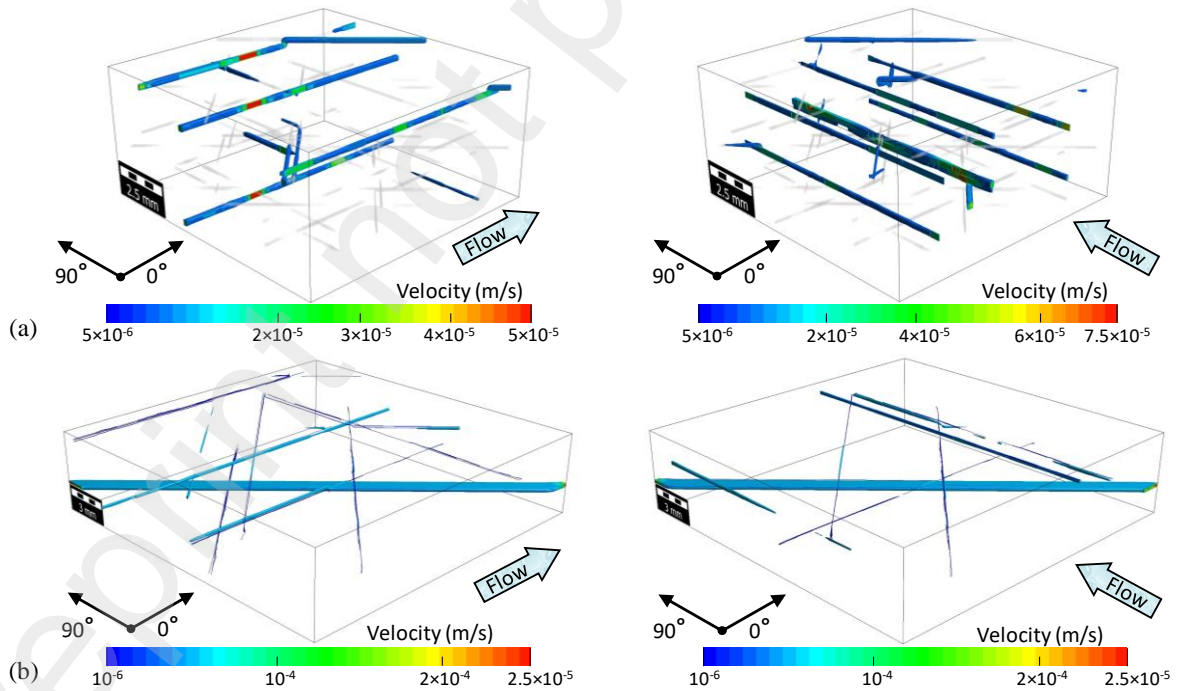 2.5 mm
Flow
90° 0°
Velocity (m/s)
5×10⁻⁶ 2×10⁻⁵ 3×10⁻⁵ 4×10⁻⁵ 5×10⁻⁵
2.5 mm
Flow
90° 0°
Velocity (m/s)
5×10⁻⁶ 2×10⁻⁵ 4×10⁻⁵ 6×10⁻⁵ 7.5×10⁻⁵
(a)
3 mm
Flow
90° 0°
Velocity (m/s)
10⁻⁶ 10⁻⁴ 2×10⁻⁴ 2.5×10⁻⁵
3 mm
Flow
90° 0°
Velocity (m/s)
10⁻⁶ 10⁻⁴ 2×10⁻⁴ 2.5×10⁻⁵
(b)
eprint not p